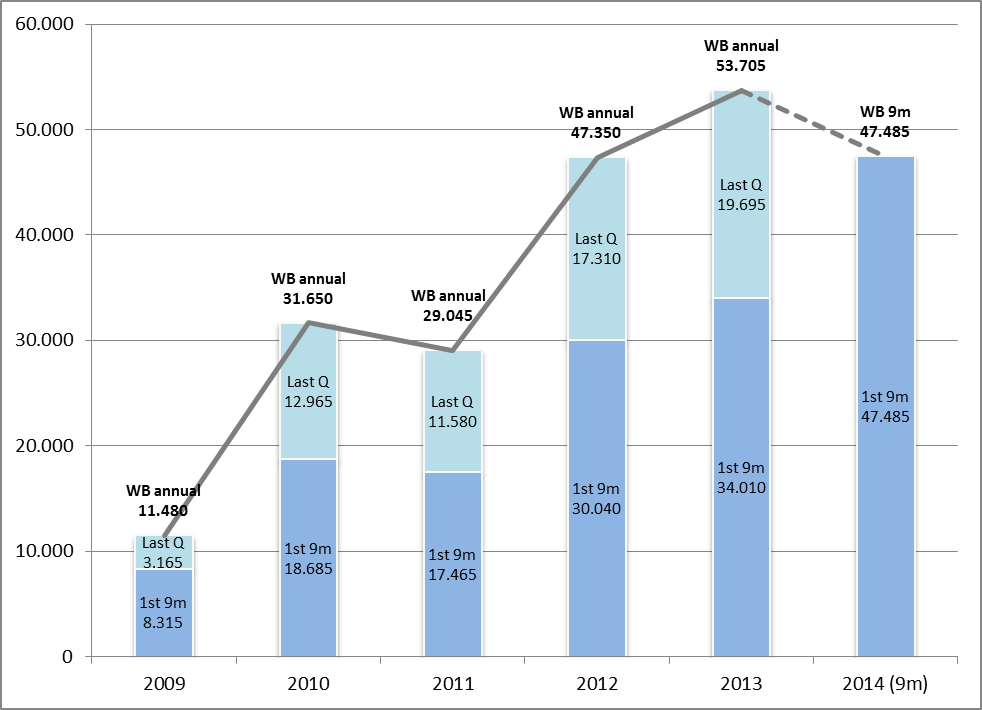 60.000
50.000
40.000
30.000
20.000
10.000
0
WB annual
11.480
Last Q
3.165
1st 9m
8.315
WB annual
31.650
Last Q
12.965
1st 9m
18.685
WB annual
29.045
Last Q
11.580
1st 9m
17.465
WB annual
47.350
Last Q
17.310
1st 9m
30.040
WB annual
53.705
Last Q
19.695
1st 9m
34.010
WB 9m
47.485
1st 9m
47.485
2009
2010
2011
2012
2013
2014 (9m)